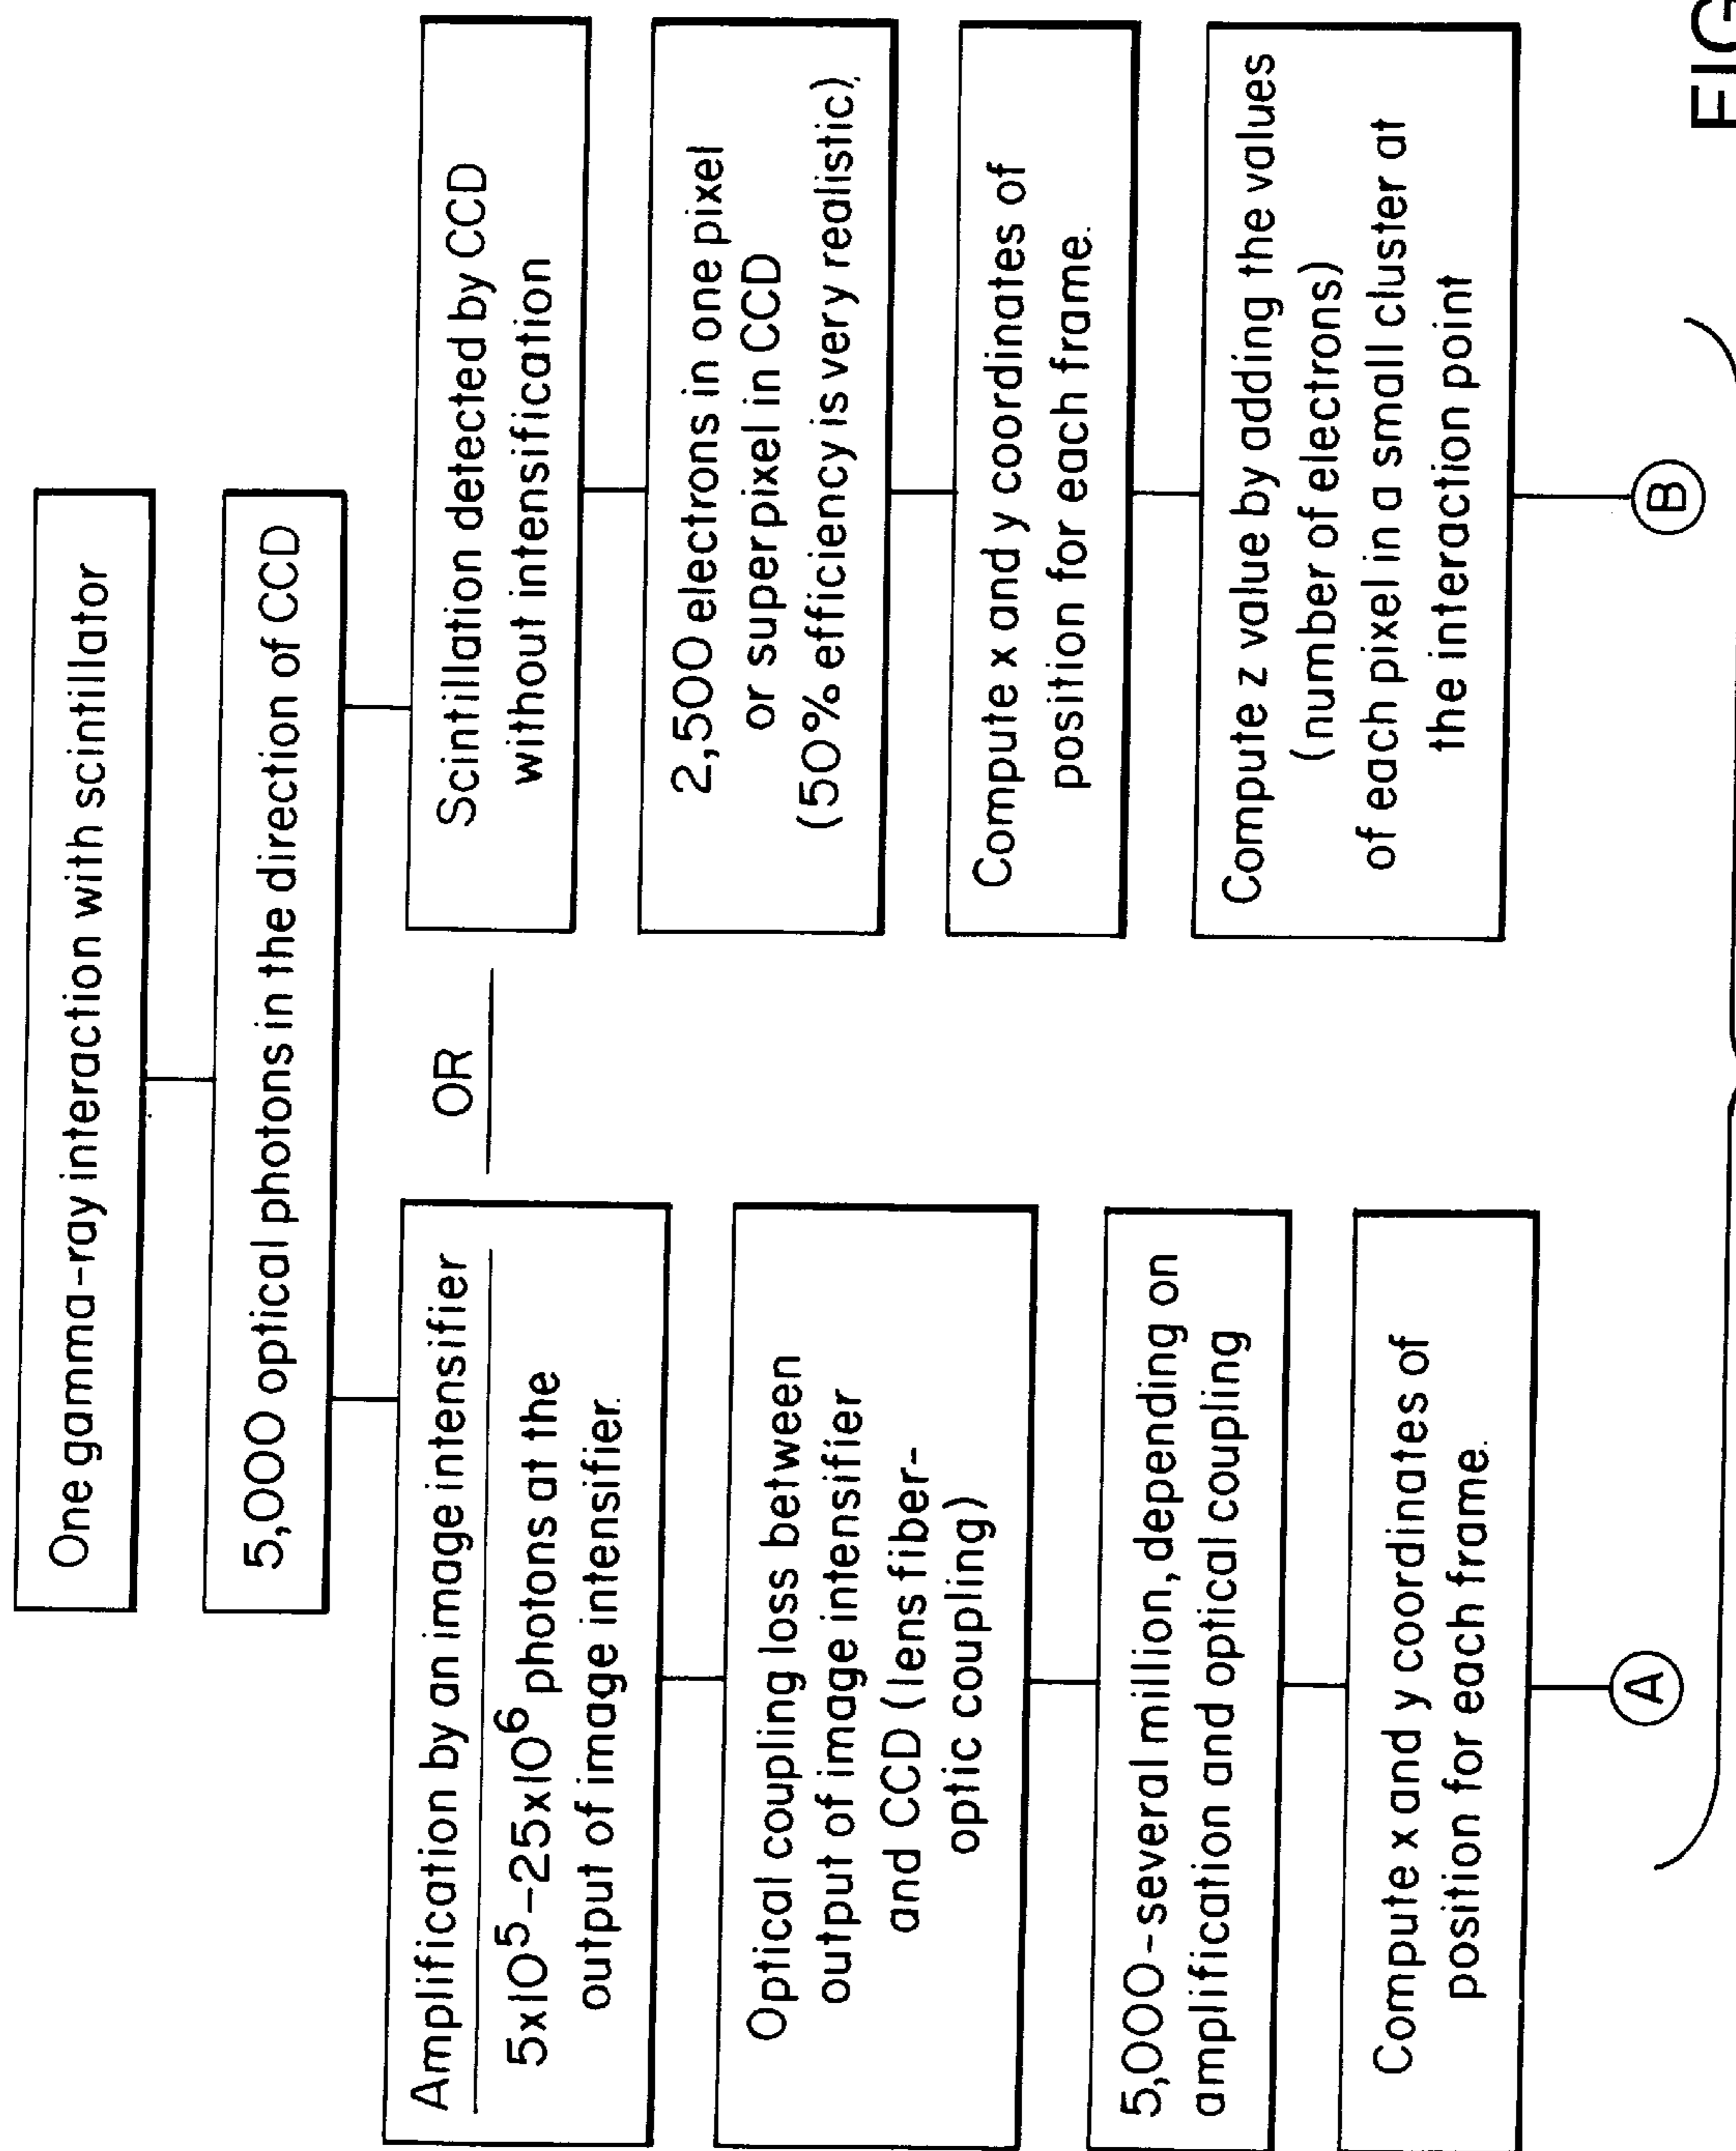 One gamma-ray interaction with scintillator
5,000 optical photons in the direction of CCD
Amplification by an image intensifier
5x10⁵-25x10⁶ photons at the
output of image intensifier.
Optical coupling loss between
output of image intensifier
and CCD (lens fiber-
optic coupling)
5,000-several million, depending on
amplification and optical coupling
Compute x and y coordinates of
position for each frame.
A
OR
Scintillation detected by CCD
without intensification
2,500 electrons in one pixel
or superpixel in CCD
(50% efficiency is very realistic).
Compute x and y coordinates of
position for each frame.
Compute z value by adding the values
(number of electrons)
of each pixel in a small cluster at
the interaction point
B
FIG